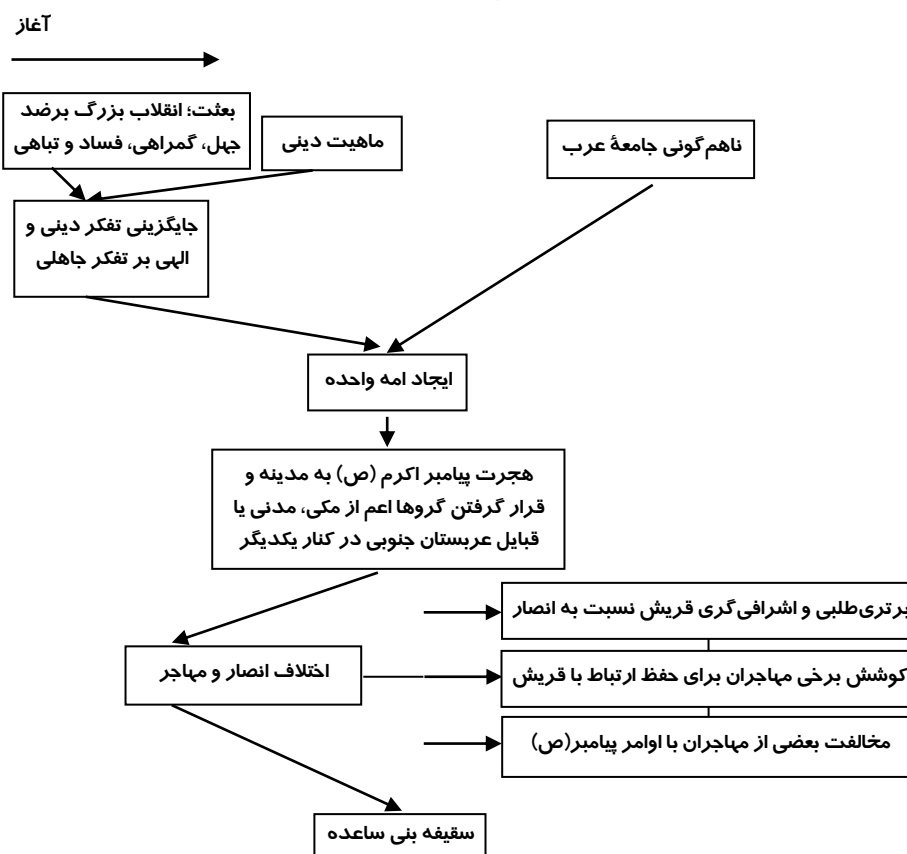 آغاز
بعثت؛ انقلاب بزرگ برضد
جهل، گمراهی، فساد و تباهی
ماهیت دینی
ناهم‌گونی جامعۀ عرب
جایگزینی تفکر دینی و
الهی بر تفکر جاهلی
ایجاد امه واحده
هجرت پیامبر اکرم (ص) به مدینه و
قرار گرفتن گروها اعم از مکی، مدنی یا
قبایل عربستان جنوبی در کنار یکدیگر
برتری‌طلبی و اشرافی‌گری قریش نسبت به انصار
اختلاف انصار و مهاجر
کوشش برخی مهاجران برای حفظ ارتباط با قریش
مخالفت بعضی از مهاجران با اوامر پیامبر(ص)
سقیفه بنی ساعده